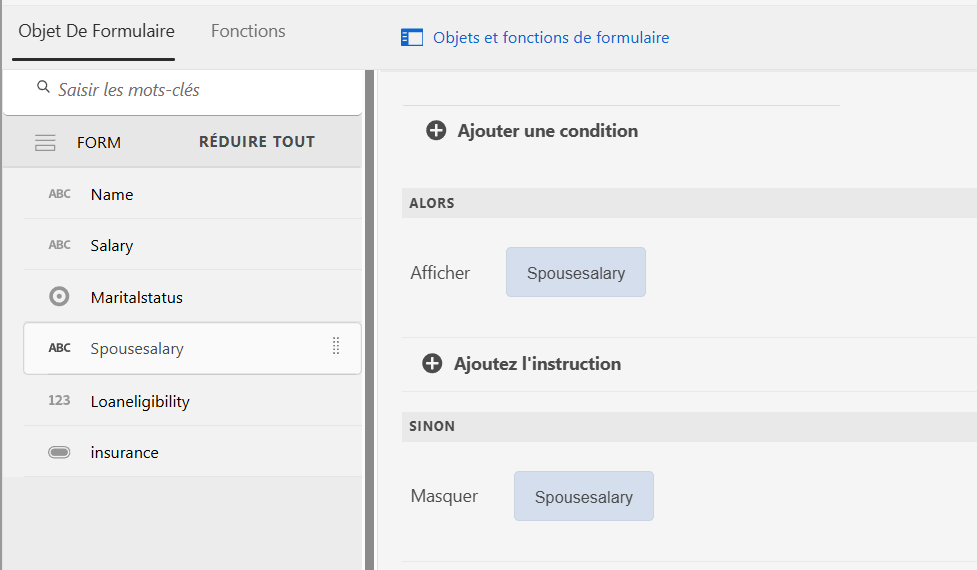 Objet De Formulaire
Fonctions
Objets et fonctions de formulaire
Saisir les mots-clés
FORM
RÉDUIRE TOUT
ABC Name
ABC Salary
Maritalstatus
ABC Spousesalary
123 Loaneligibility
insurance
Ajouter une condition
ALORS
Afficher Spousesalary
Ajoutez l'instruction
SINON
Masquer Spousesalary